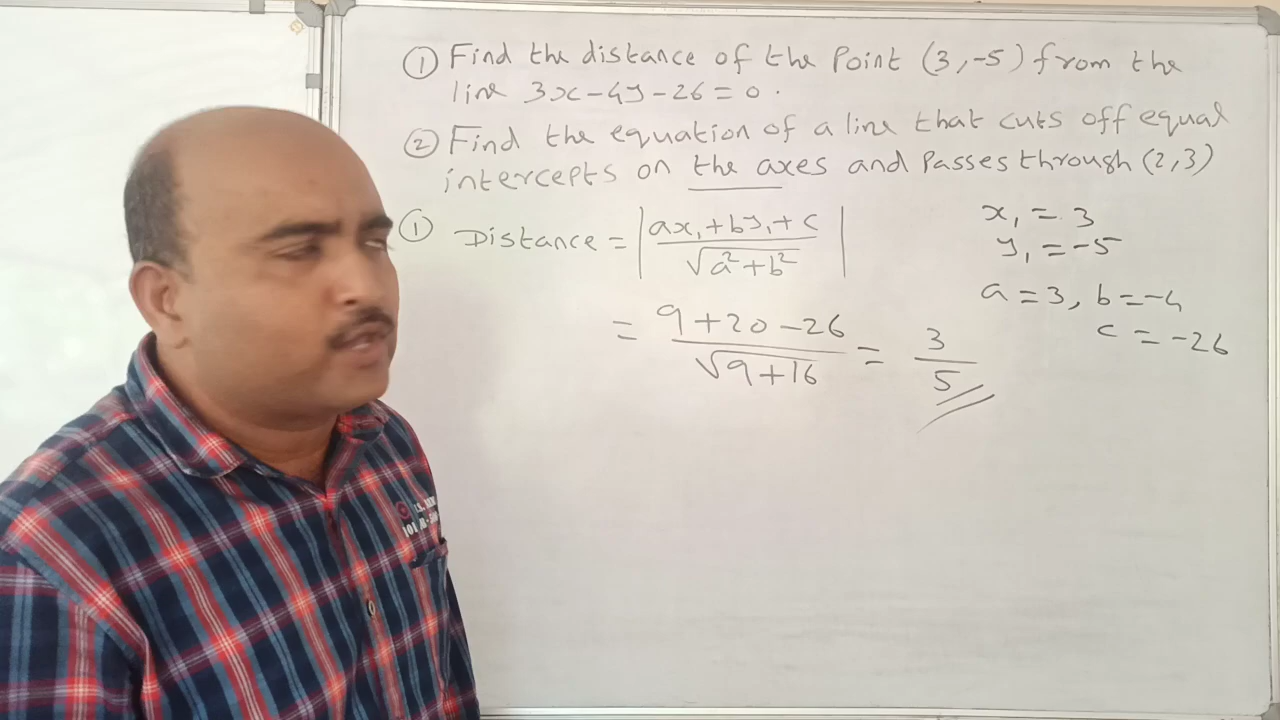 ① Find the distance of the Point (3,-5) from the
line 3x-4y-26=0.
② Find the equation of a line that cuts off equal
intercepts on the axes and Passes through (2,3)
① Distance = |ax₁+by₁+c / √a²+b²|
x₁ = 3
y₁ = -5
a = 3, b = -4
c = -26
= 9+20-26 / √9+16 = 3/5